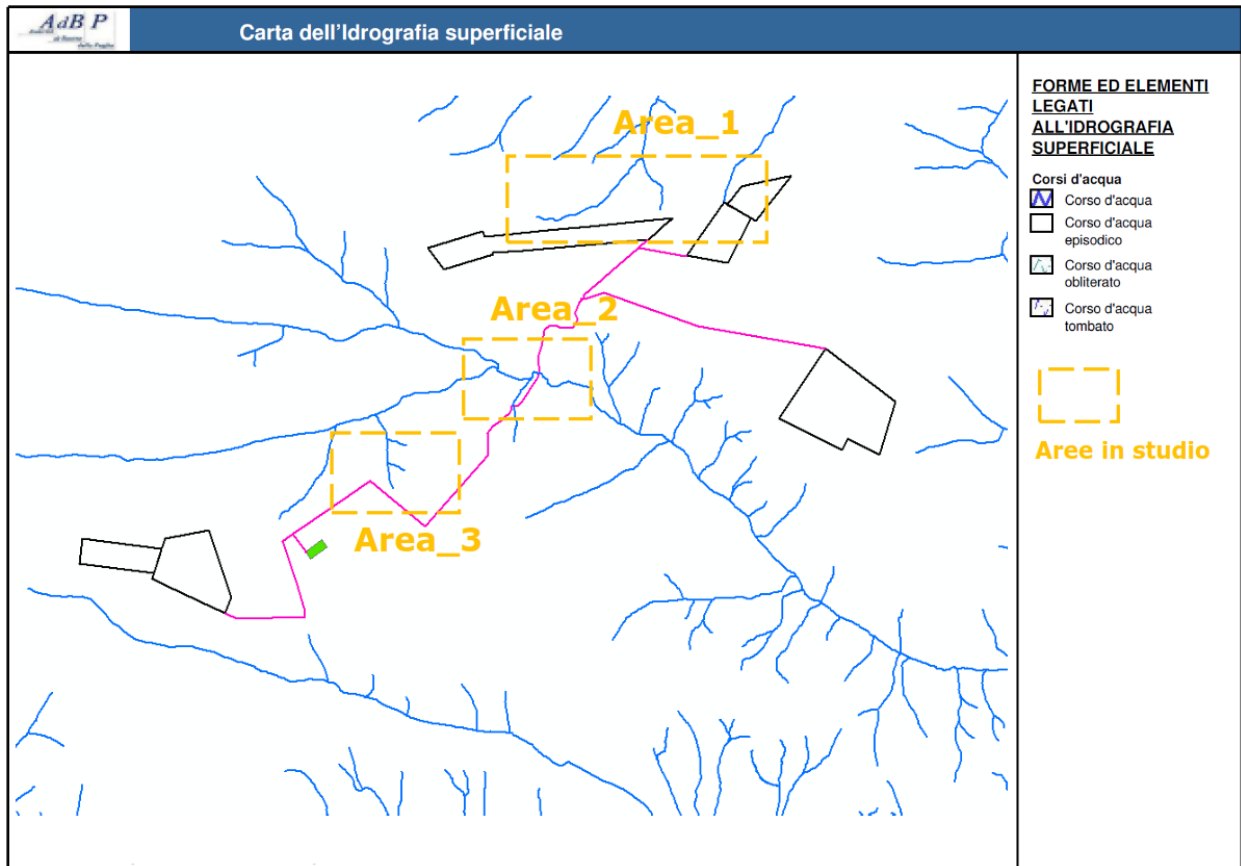 AdB P
Carta dell'Idrografia superficiale
Area_1
Area_2
Area_3
FORME ED ELEMENTI
LEGATI
ALL'IDROGRAFIA
SUPERFICIALE
Corsi d'acqua
Corso d'acqua
Corso d'acqua
episodico
Corso d'acqua
obliterato
Corso d'acqua
tombato
Aree in studio